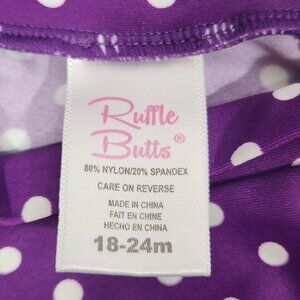 Ruffle
Butts®
80% NYLON/20% SPANDEX
CARE ON REVERSE
MADE IN CHINA
FAIT EN CHINE
HECHO EN CHINA
18-24m